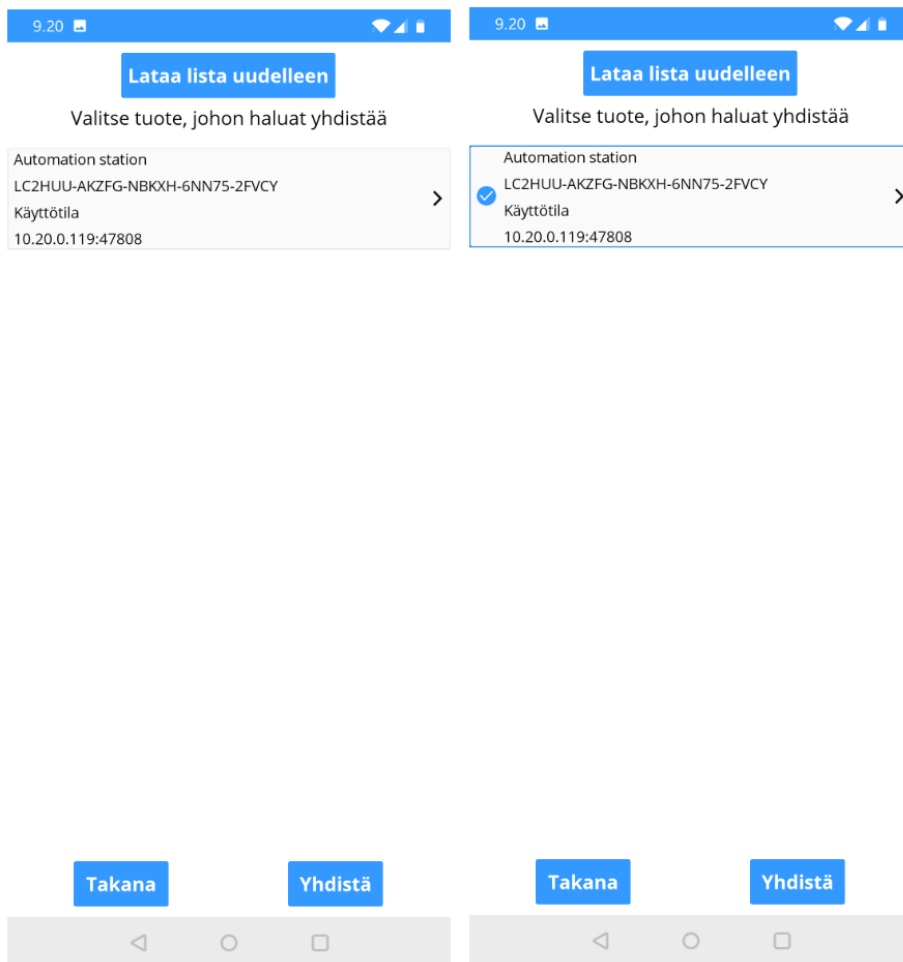 9.20
Lataa lista uudelleen
Valitse tuote, johon haluat yhdistää
Automation station
LC2HUU-AKZFG-NBKXH-6NN75-2FVCY
Käyttötila
10.20.0.119:47808
Takana
Yhdistä
9.20
Lataa lista uudelleen
Valitse tuote, johon haluat yhdistää
Automation station
LC2HUU-AKZFG-NBKXH-6NN75-2FVCY
Käyttötila
10.20.0.119:47808
Takana
Yhdistä